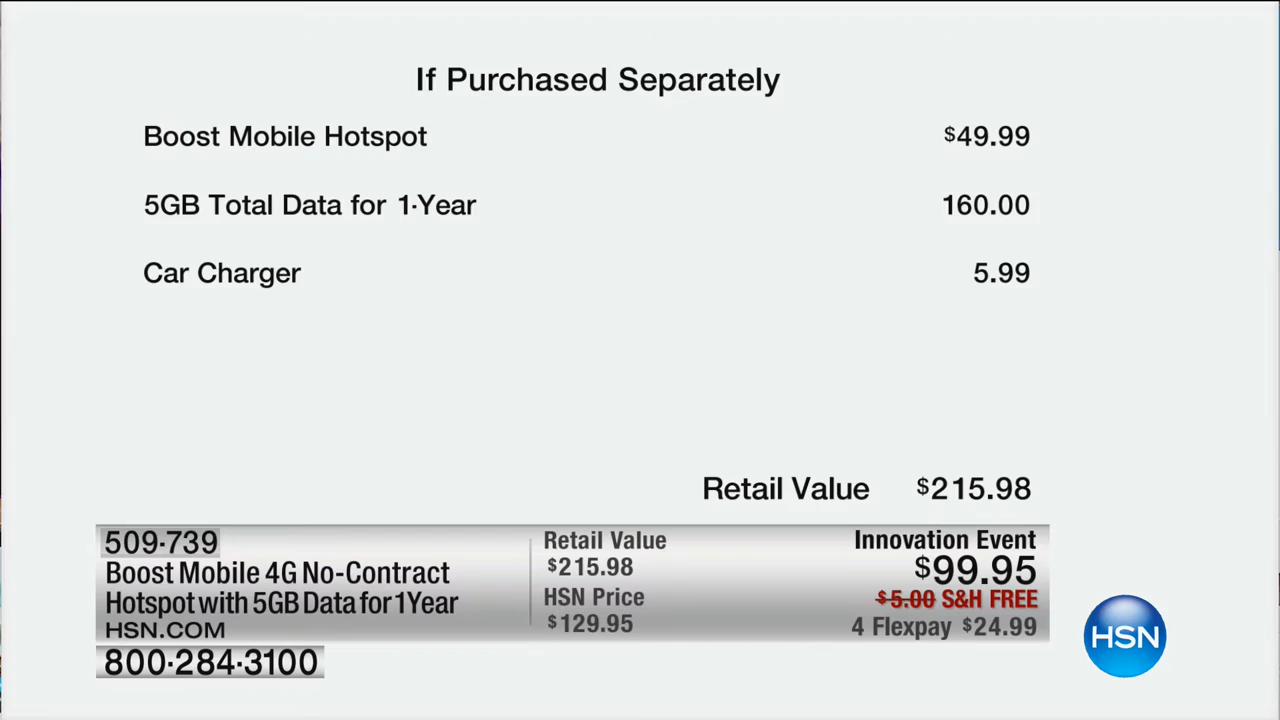 If Purchased Separately
Boost Mobile Hotspot $49.99
5GB Total Data for 1-Year 160.00
Car Charger 5.99
Retail Value $215.98
509-739
Boost Mobile 4G No-Contract
Hotspot with 5GB Data for 1Year
HSN.COM
800-284-3100
Retail Value
$215.98
HSN Price
$129.95
Innovation Event
$99.95
$5.00 S&H FREE
4 Flexpay $24.99
HSN